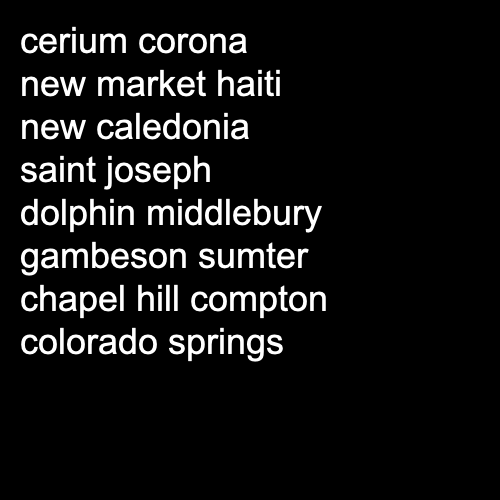 cerium corona
new market haiti
new caledonia
saint joseph
dolphin middlebury
gambeson sumter
chapel hill compton
colorado springs